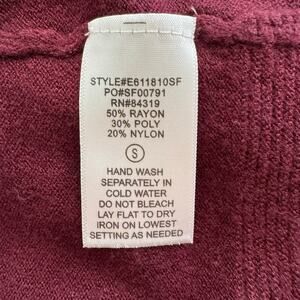 STYLE#E611810SF
PO#SF00791
RN#84319
50% RAYON
30% POLY
20% NYLON
S
HAND WASH
SEPARATELY IN
COLD WATER
DO NOT BLEACH
LAY FLAT TO DRY
IRON ON LOWEST
SETTING AS NEEDED